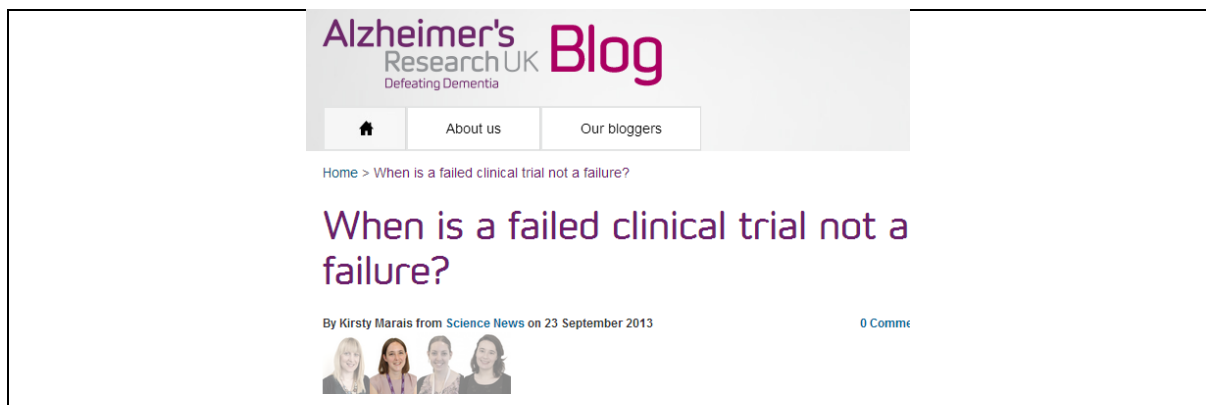 Alzheimer's
Research UK Blog
Defeating Dementia
About us Our bloggers
Home > When is a failed clinical trial not a failure?
When is a failed clinical trial not a
failure?
By Kirsty Marais from Science News on 23 September 2013 0 Comme